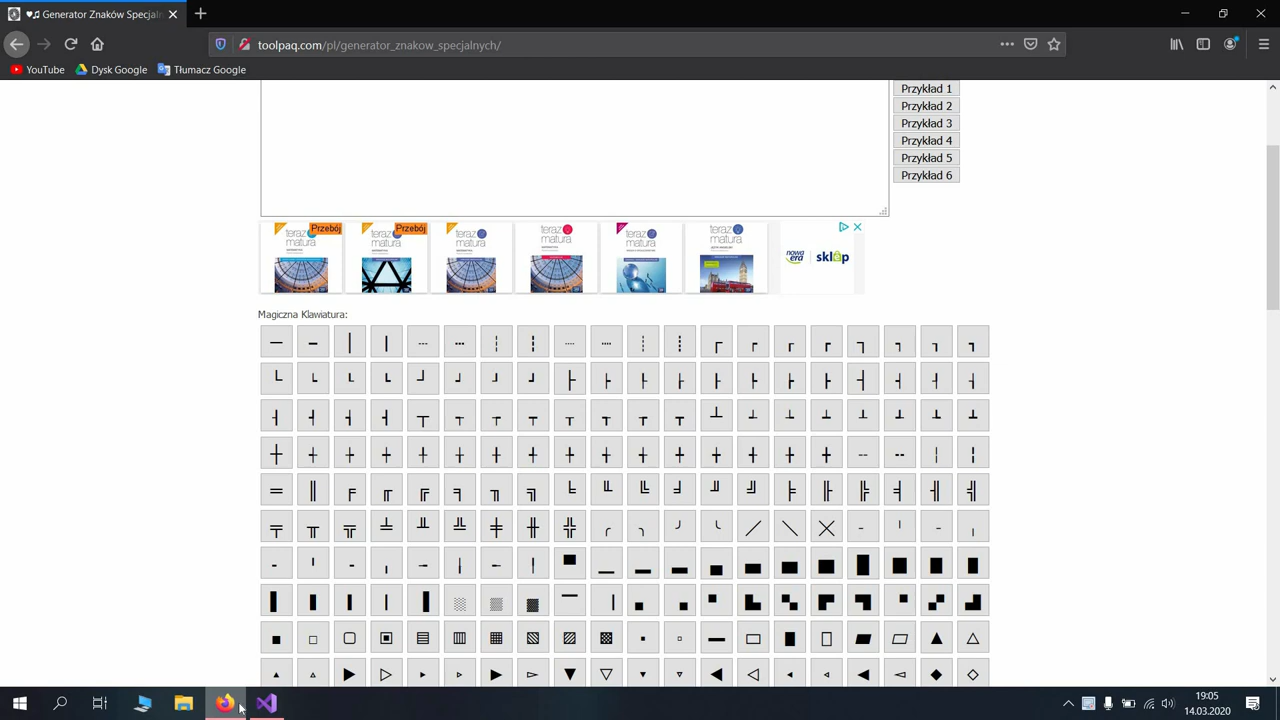 ♥♫ Generator Znaków Specjaln
toolpaq.com/pl/generator_znakow_specjalnych/
YouTube
Dysk Google
Tłumacz Google
Przykład 1
Przykład 2
Przykład 3
Przykład 4
Przykład 5
Przykład 6
Przebój
Przebój
teraz matura
teraz matura
teraz matura
teraz matura
teraz matura
teraz matura
nowa era
sklep
Magiczna Klawiatura:
19:05
14.03.2020